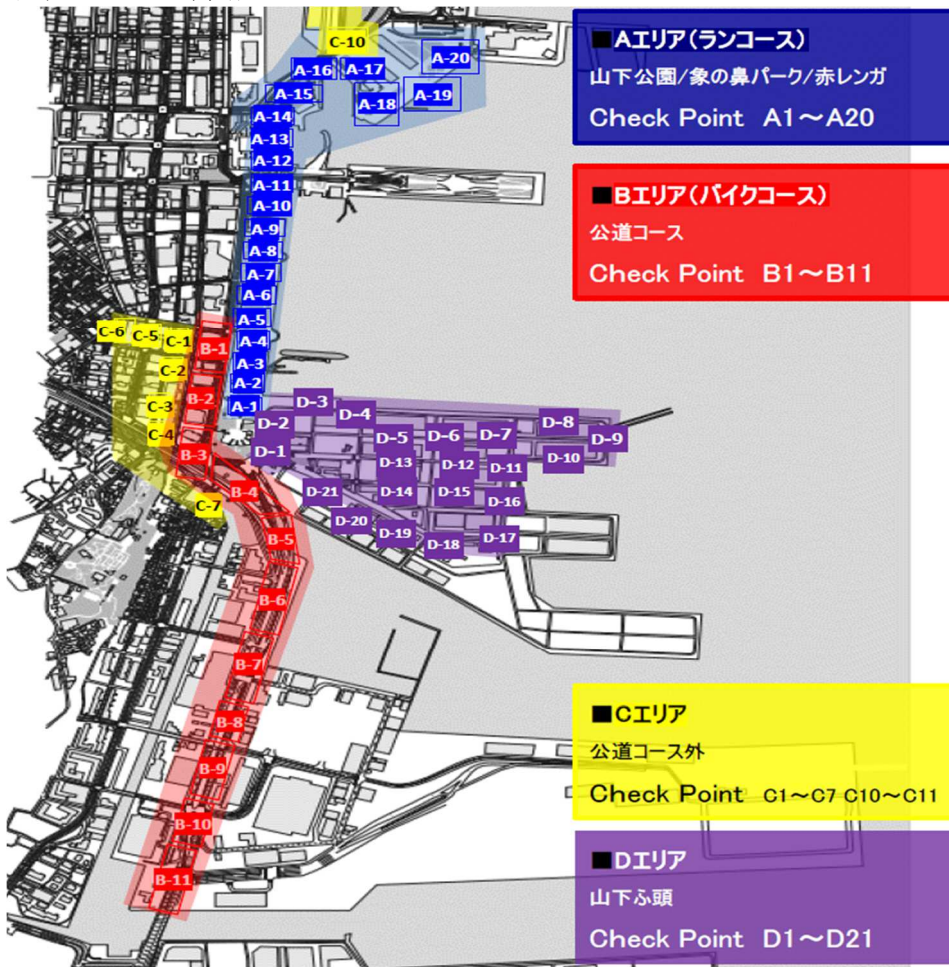 C-10
A-20
A-16
A-17
A-15
A-18
A-19
A-14
A-13
A-12
A-11
A-10
A-9
A-8
A-7
A-6
A-5
A-4
A-3
A-2
A-1
C-6
C-5
C-1
C-2
C-3
C-4
C-7
B-1
B-2
B-3
B-4
B-5
B-6
B-7
B-8
B-9
B-10
B-11
D-3
D-4
D-2
D-1
D-5
D-6
D-7
D-8
D-9
D-13
D-12
D-11
D-10
D-21
D-14
D-15
D-16
D-20
D-19
D-18
D-17
■Aエリア(ランコース)
山下公園/象の鼻パーク/赤レンガ
Check Point A1~A20
■Bエリア(バイクコース)
公道コース
Check Point B1~B11
■Cエリア
公道コース外
Check Point C1~C7 C10~C11
■Dエリア
山下ふ頭
Check Point D1~D21